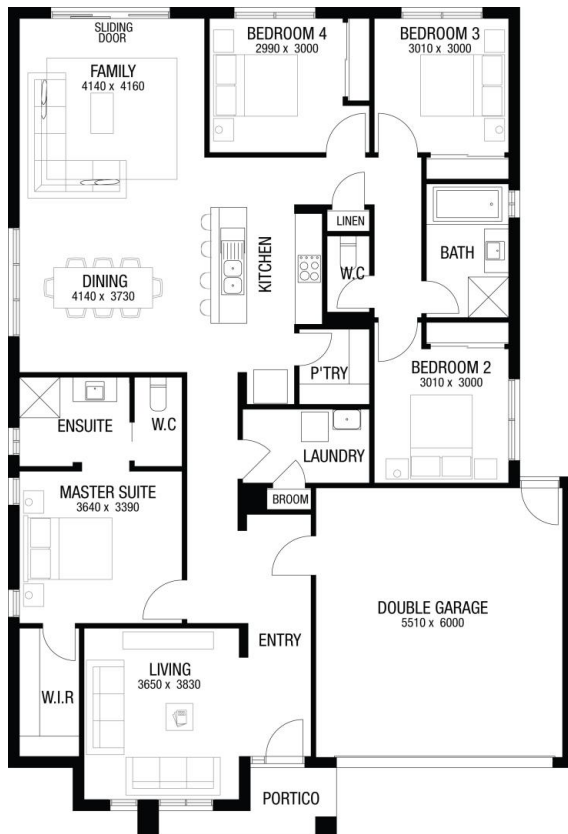 SLIDING
DOOR
FAMILY
4140 x 4160
BEDROOM 4
2990 x 3000
BEDROOM 3
3010 x 3000
LINEN
KITCHEN
W.C
BATH
DINING
4140 x 3730
P'TRY
BEDROOM 2
3010 x 3000
ENSUITE
W.C
LAUNDRY
BROOM
MASTER SUITE
3640 x 3390
DOUBLE GARAGE
5510 x 6000
ENTRY
LIVING
3650 x 3830
W.I.R
PORTICO